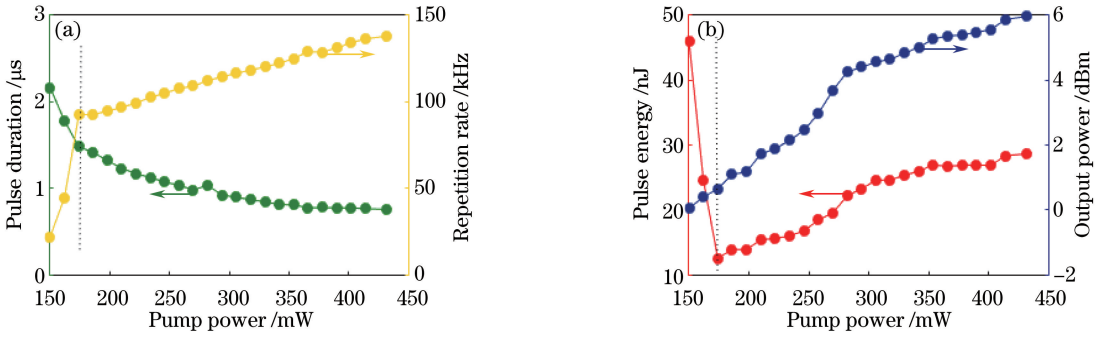 (a)
3
2
1
0
Pulse duration /μs
150
100
50
0
Repetition rate /kHz
150 200 250 300 350 400 450
Pump power /mW
(b)
50
40
30
20
10
Pulse energy /nJ
6
4
2
0
−2
Output power /dBm
150 200 250 300 350 400 450
Pump power /mW